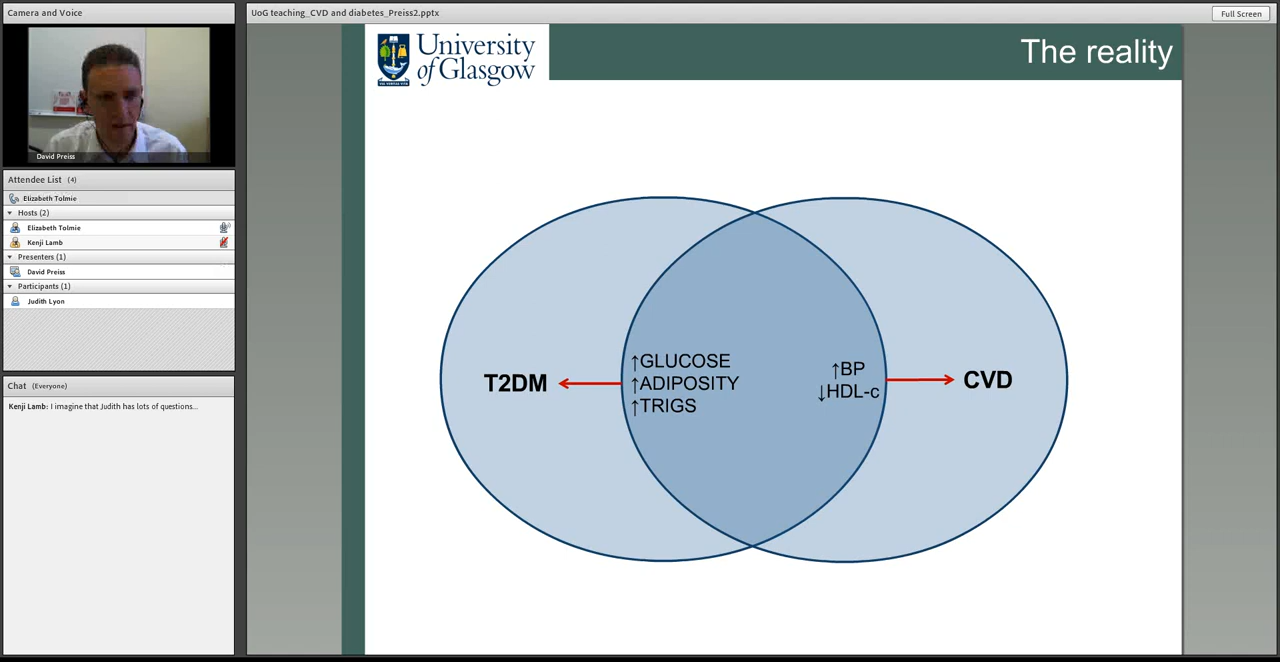 Camera and Voice
David Preiss
Attendee List (4)
Elizabeth Tolmie
Hosts (2)
Elizabeth Tolmie
Kenji Lamb
Presenters (1)
David Preiss
Participants (1)
Judith Lyon
Chat (Everyone)
Kenji Lamb: I imagine that Judith has lots of questions...
UoG teaching_CVD and diabetes_Preiss2.pptx
Full Screen
University
of Glasgow
The reality
T2DM
↑GLUCOSE
↑ADIPOSITY
↑TRIGS
↑BP
↓HDL-c
CVD